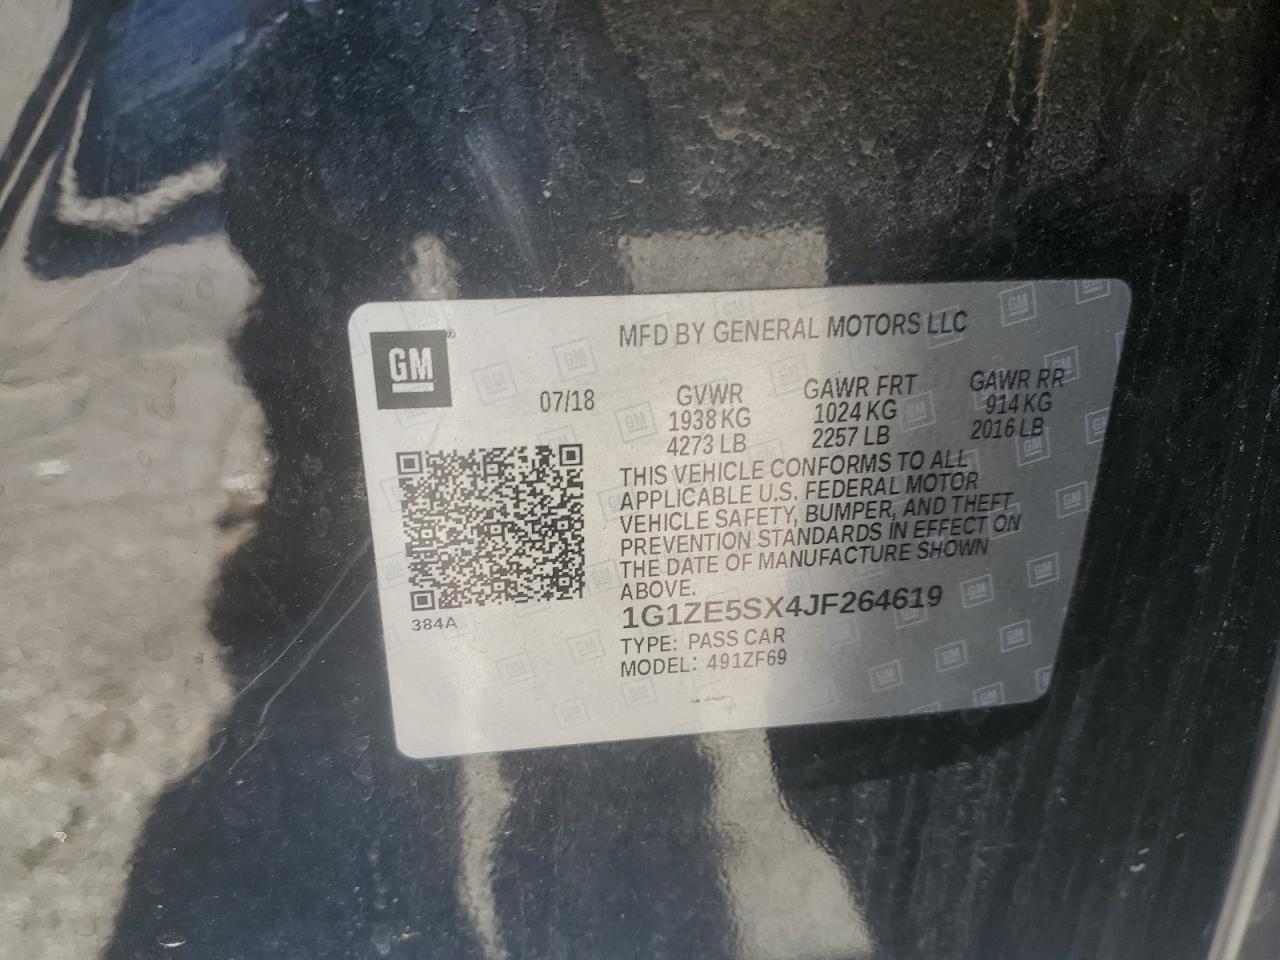 GM
MFD BY GENERAL MOTORS LLC
07/18
GVWR GAWR FRT GAWR RR
1938 KG 1024 KG 914 KG
4273 LB 2257 LB 2016 LB
THIS VEHICLE CONFORMS TO ALL
APPLICABLE U.S. FEDERAL MOTOR
VEHICLE SAFETY, BUMPER, AND THEFT
PREVENTION STANDARDS IN EFFECT ON
THE DATE OF MANUFACTURE SHOWN
ABOVE.
384A
1G1ZE5SX4JF264619
TYPE: PASS CAR
MODEL: 491ZF69